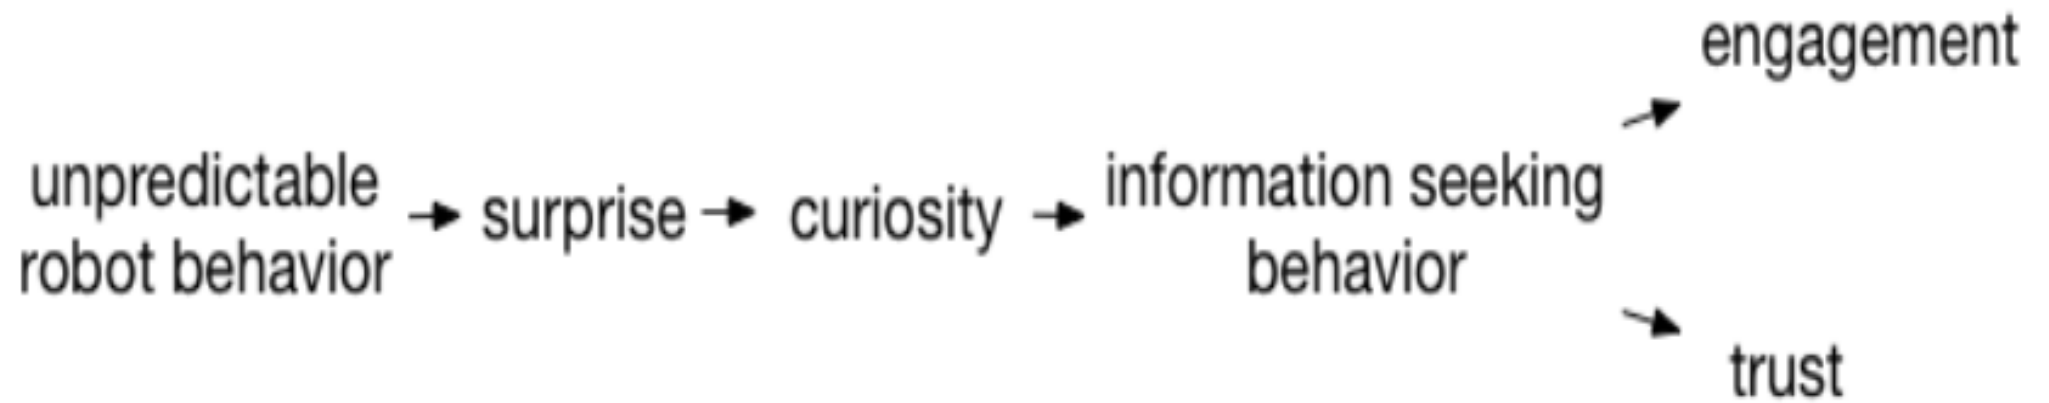 unpredictable
robot behavior
surprise
curiosity
information seeking
behavior
engagement
trust